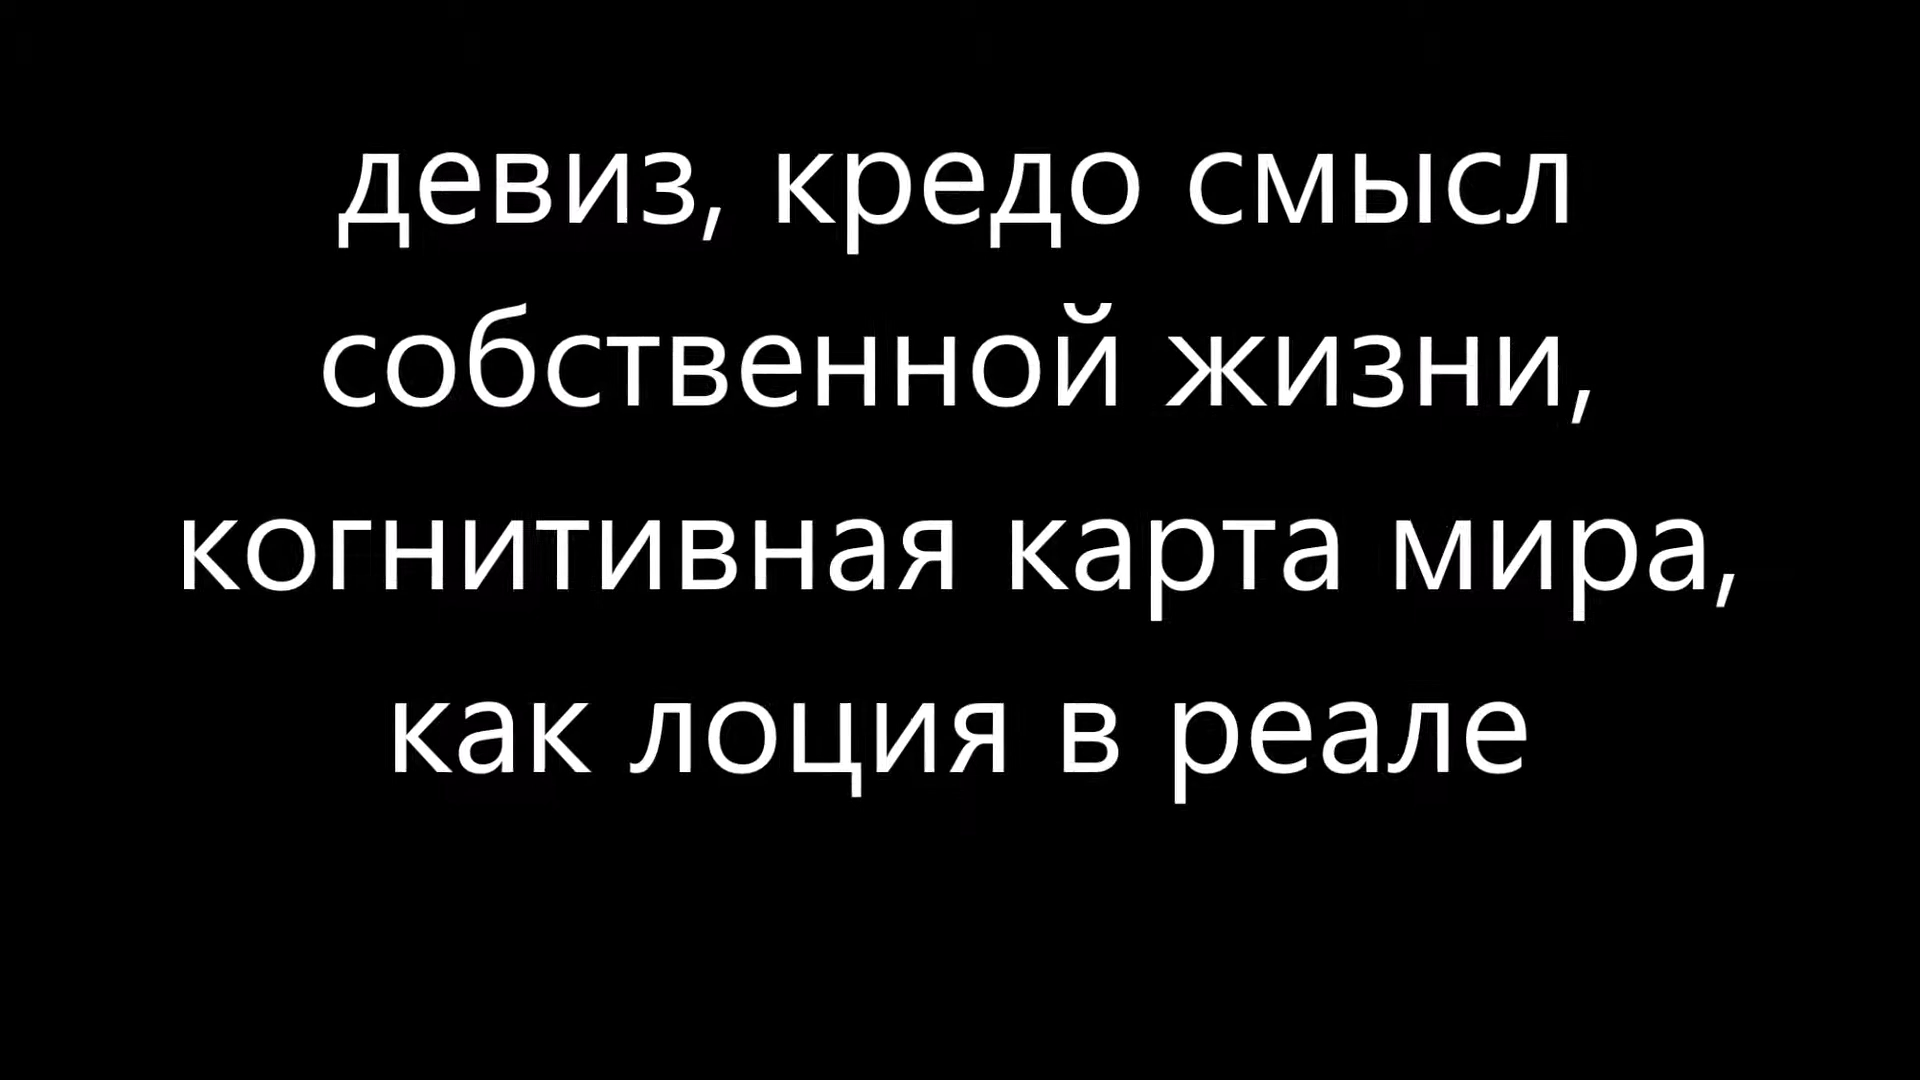 девиз, кредо смысл
собственной жизни,
когнитивная карта мира,
как лоция в реале